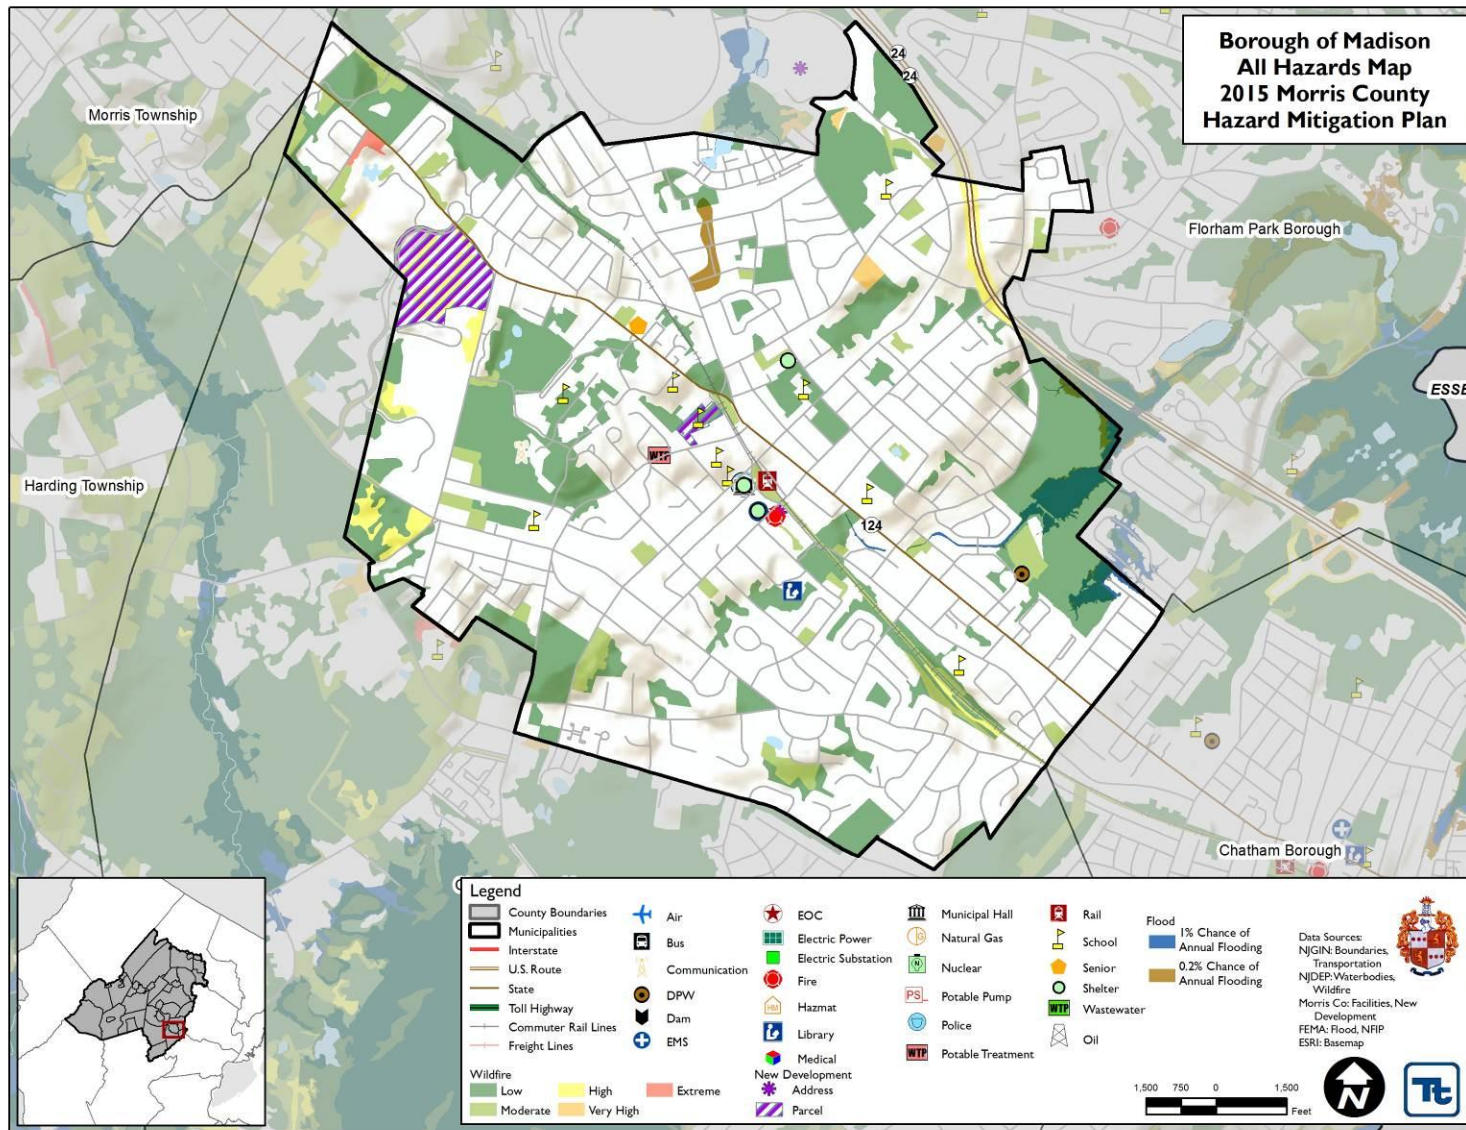 Borough of Madison
All Hazards Map
2015 Morris County
Hazard Mitigation Plan
24
24
Morris Township
Florham Park Borough
ESSE
Harding Township
WTP
124
Chatham Borough
Legend
County Boundaries
Municipalities
Interstate
U.S. Route
State
Toll Highway
Commuter Rail Lines
Freight Lines
Air
Bus
Communication
DPW
Dam
EMS
EOC
Electric Power
Electric Substation
Fire
HM
Hazmat
Library
Medical
Municipal Hall
G
Natural Gas
N
Nuclear
PS
Potable Pump
Police
WTP
Potable Treatment
Rail
School
Senior
Shelter
WTP
Wastewater
Oil
Flood
1% Chance of
Annual Flooding
0.2% Chance of
Annual Flooding
Wildfire
Low
Moderate
High
Very High
Extreme
New Development
Address
Parcel
Data Sources:
NJGIN: Boundaries,
Transportation
NJDEP: Waterbodies,
Wildfire
Morris Co: Facilities, New
Development
FEMA: Flood, NFIP
ESRI: Basemap
1,500 750 0 1,500
Feet
N
Tt